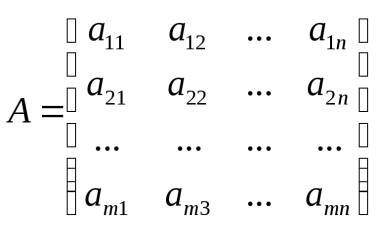 a₁₁ a₁₂ ... a₁ₙ
a₂₁ a₂₂ ... a₂ₙ
A =
... ... ... ...
aₘ₁ aₘ₃ ... aₘₙ